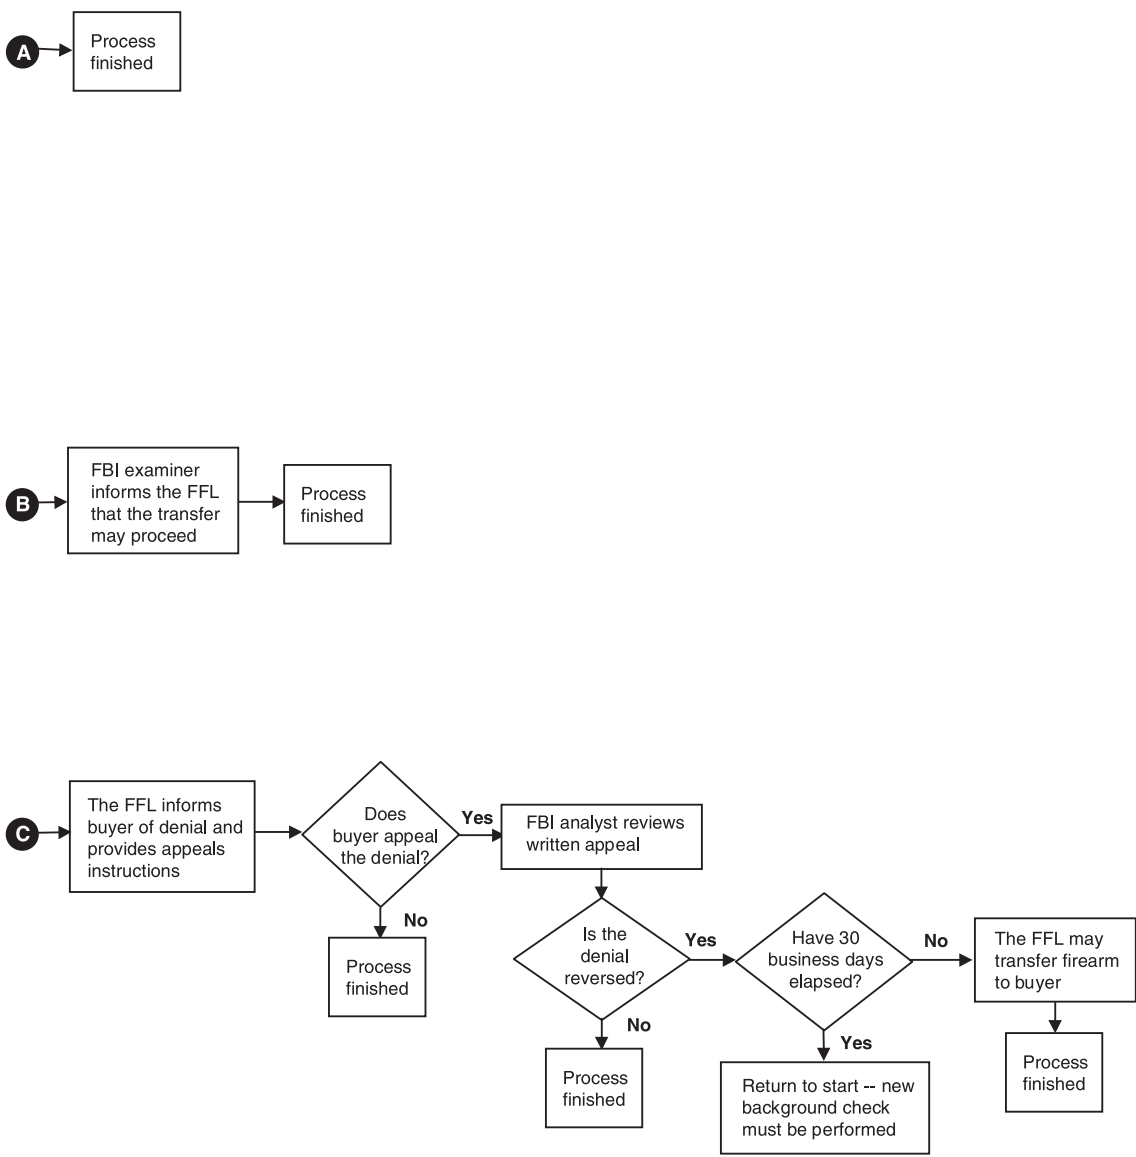 A
Process
finished
B
FBI examiner
informs the FFL
that the transfer
may proceed
Process
finished
C
The FFL informs
buyer of denial and
provides appeals
instructions
Does
buyer appeal
the denial?
Yes
No
Process
finished
FBI analyst reviews
written appeal
Is the
denial
reversed?
Yes
No
Process
finished
Have 30
business days
elapsed?
No
Yes
Return to start -- new
background check
must be performed
The FFL may
transfer firearm
to buyer
Process
finished